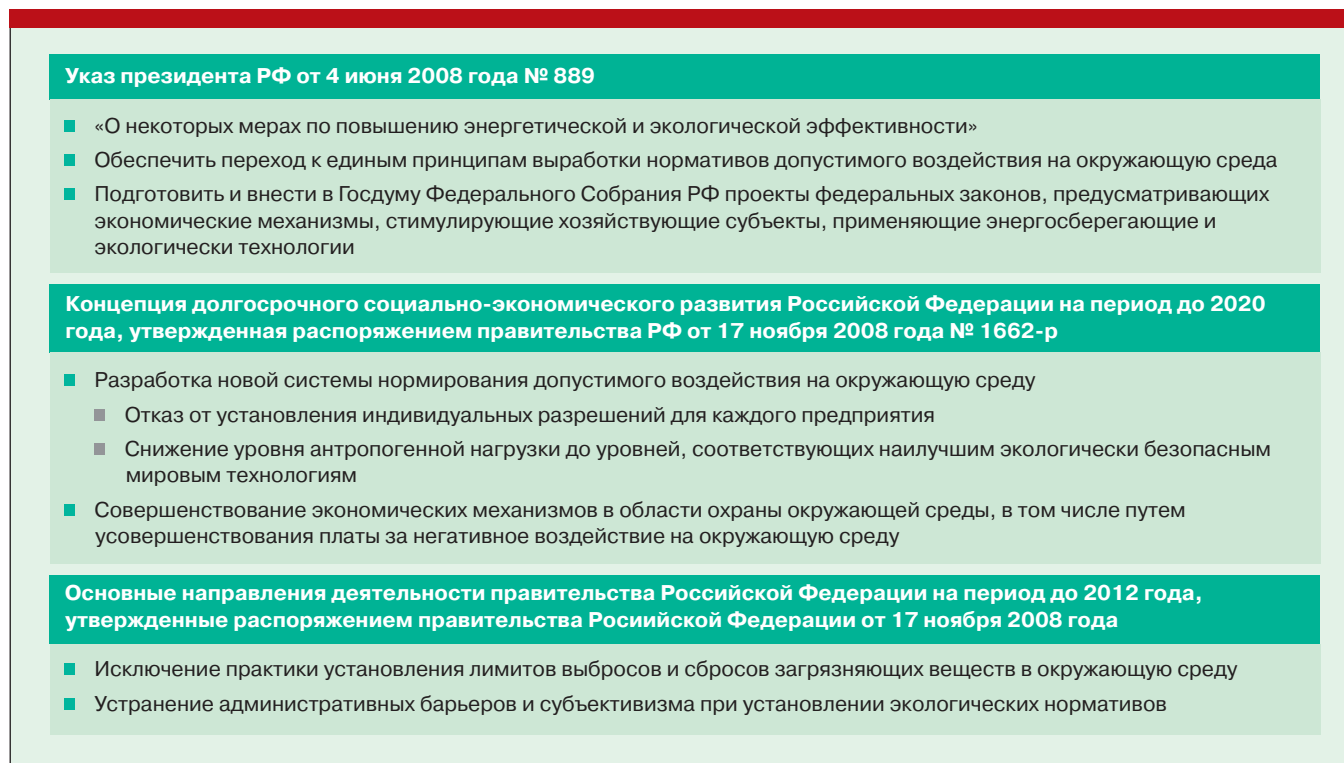 Указ президента РФ от 4 июня 2008 года № 889
«О некоторых мерах по повышению энергетической и экологической эффективности»
Обеспечить переход к единым принципам выработки нормативов допустимого воздействия на окружающую среда
Подготовить и внести в Госдуму Федерального Собрания РФ проекты федеральных законов, предусматривающих
экономические механизмы, стимулирующие хозяйствующие субъекты, применяющие энергосберегающие и
экологически технологии
Концепция долгосрочного социально-экономического развития Российской Федерации на период до 2020
года, утвержденная распоряжением правительства РФ от 17 ноября 2008 года № 1662-р
Разработка новой системы нормирования допустимого воздействия на окружающую среду
Отказ от установления индивидуальных разрешений для каждого предприятия
Снижение уровня антропогенной нагрузки до уровней, соответствующих наилучшим экологически безопасным
мировым технологиям
Совершенствование экономических механизмов в области охраны окружающей среды, в том числе путем
усовершенствования платы за негативное воздействие на окружающую среду
Основные направления деятельности правительства Российской Федерации на период до 2012 года,
утвержденные распоряжением правительства Росиийской Федерации от 17 ноября 2008 года
Исключение практики установления лимитов выбросов и сбросов загрязняющих веществ в окружающую среду
Устранение административных барьеров и субъективизма при установлении экологических нормативов